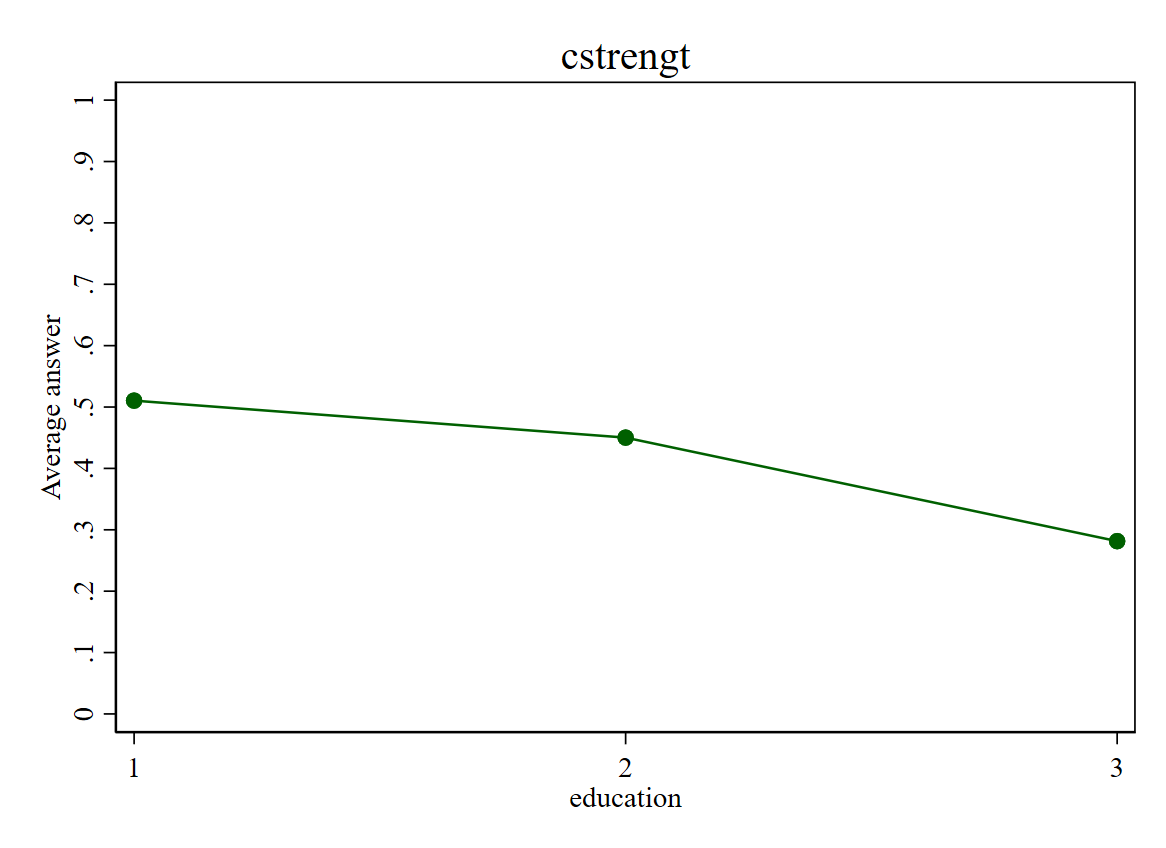 cstrengt
1
.9
.8
.7
.6
.5
.4
.3
.2
.1
0
Average answer
1 2 3
education